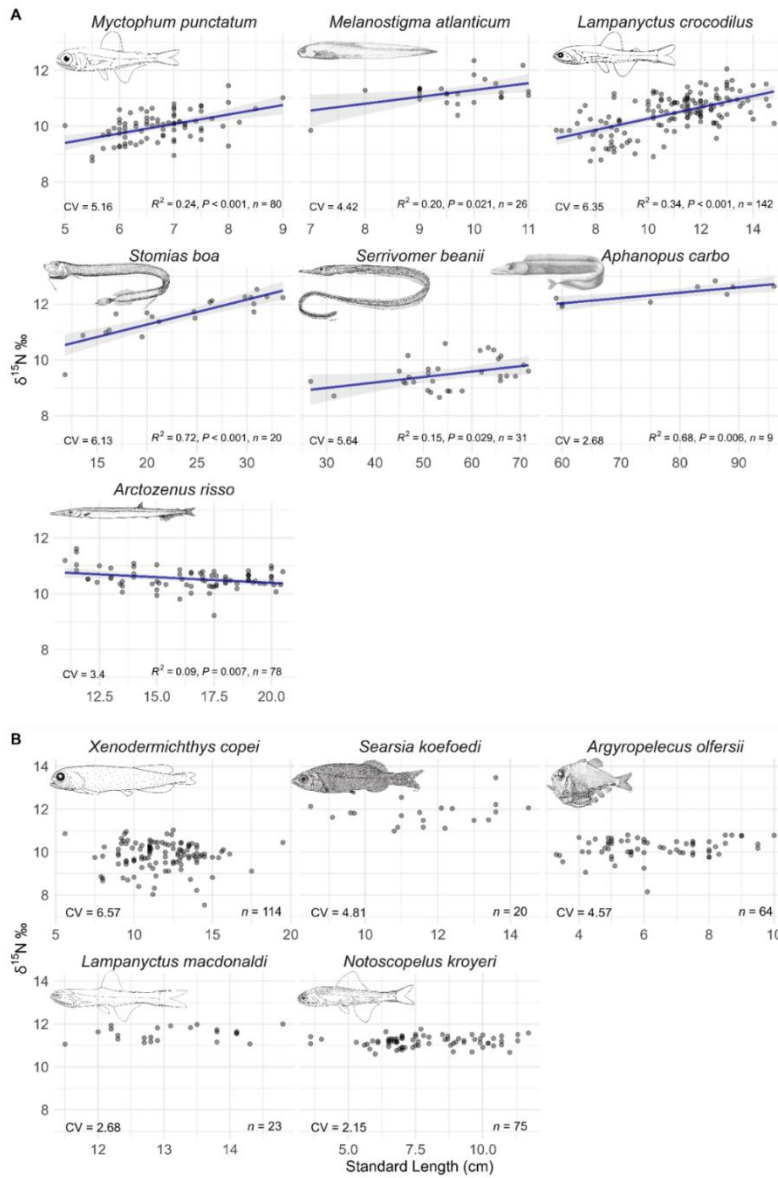 A
Myctophum punctatum
Melanostigma atlanticum
Lampanyctus crocodilus
12
10
8
CV = 5.16
R² = 0.24, P < 0.001, n = 80
CV = 4.42
R² = 0.20, P = 0.021, n = 26
CV = 6.35
R² = 0.34, P < 0.001, n = 142
5 6 7 8 9
7 8 9 10 11
8 10 12 14
Stomias boa
Serrivomer beanii
Aphanopus carbo
δ15N ‰
12
10
8
CV = 6.13
R² = 0.72, P < 0.001, n = 20
CV = 5.64
R² = 0.15, P = 0.029, n = 31
CV = 2.68
R² = 0.68, P = 0.006, n = 9
15 20 25 30
30 40 50 60 70
60 70 80 90
Arctozenus risso
12
10
8
CV = 3.4
R² = 0.09, P = 0.007, n = 78
12.5 15.0 17.5 20.0
B
Xenodermichthys copei
Searsia koefoedi
Argyropelecus olfersii
14
12
10
8
CV = 6.57
n = 114
CV = 4.81
n = 20
CV = 4.57
n = 64
5 10 15 20
10 12 14
4 6 8 10
δ15N ‰
Lampanyctus macdonaldi
Notoscopelus kroyeri
14
13
12
11
10
9
8
7
CV = 2.68
n = 23
CV = 2.15
n = 75
12 13 14
5.0 7.5 10.0
Standard Length (cm)